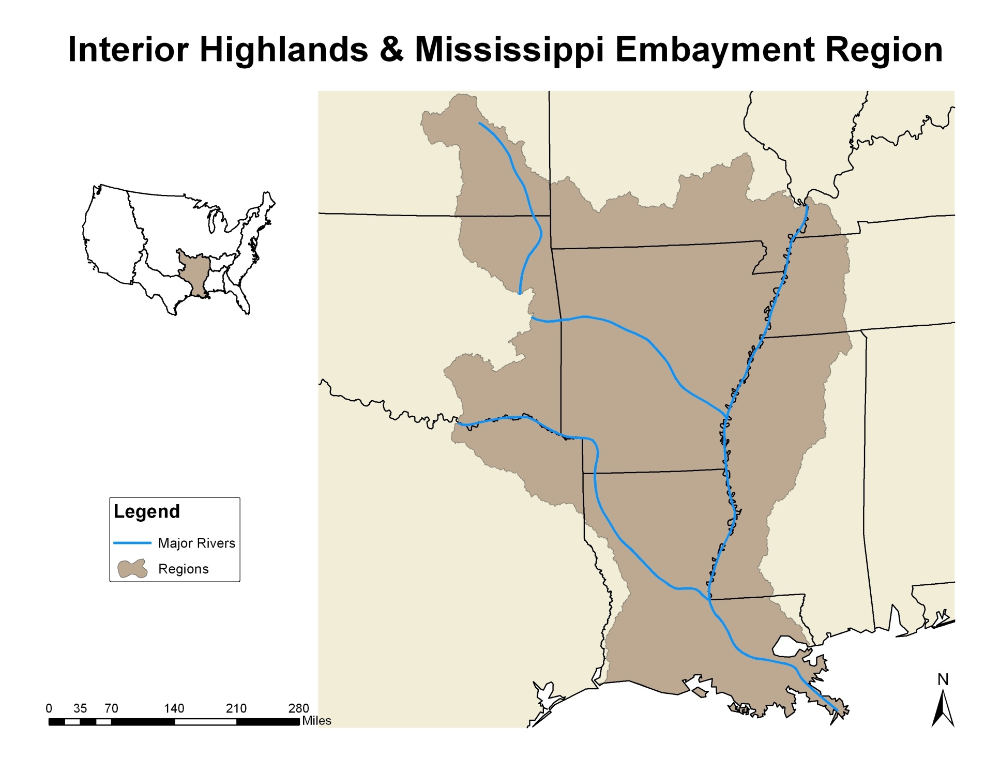 Interior Highlands & Mississippi Embayment Region
Legend
Major Rivers
Regions
0 35 70 140 210 280
Miles
N